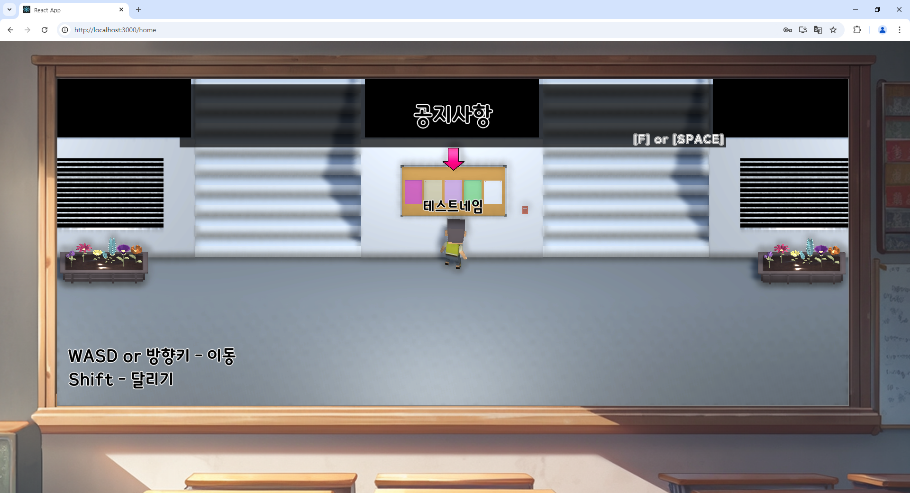 React App
http://localhost:3000/home
공지사항
[F] or [SPACE]
테스트네임
WASD or 방향키 - 이동
Shift - 달리기